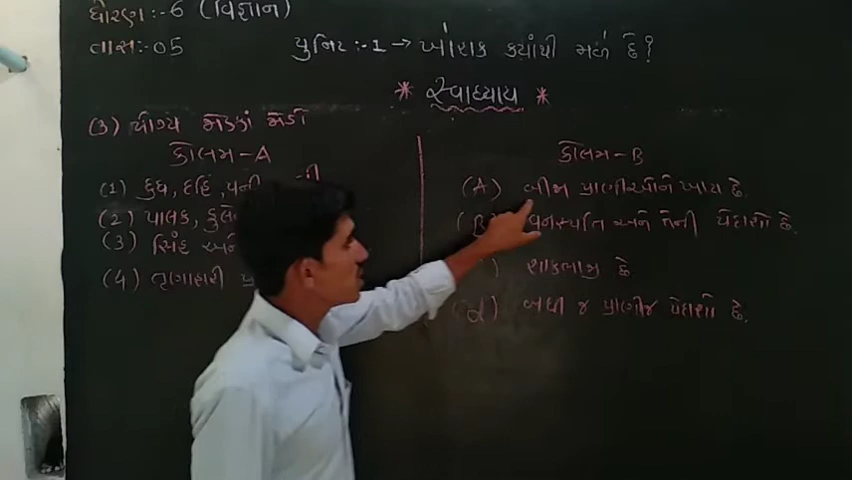 ધોરણ:-6 (વિજ્ઞાન)
તાસ:-05
યુનિટ:-1 → ખોરાક ક્યાંથી મળે છે?
* સ્વાધ્યાય *
(3) યોગ્ય જોડકાં જોડો
કોલમ-A
(1) દુધ, દહિં, પની
(2) પાલક,
(3) સિંહ અને
(4) તૃણાહારી
કોલમ-B
(A) બીજા પ્રાણીઓને ખાય છે.
(B) વનસ્પતિ અને તેની પેદાશો છે.
) શાકભાજી છે
(d) બધી જ પ્રાણીજ પેદાશો છે.